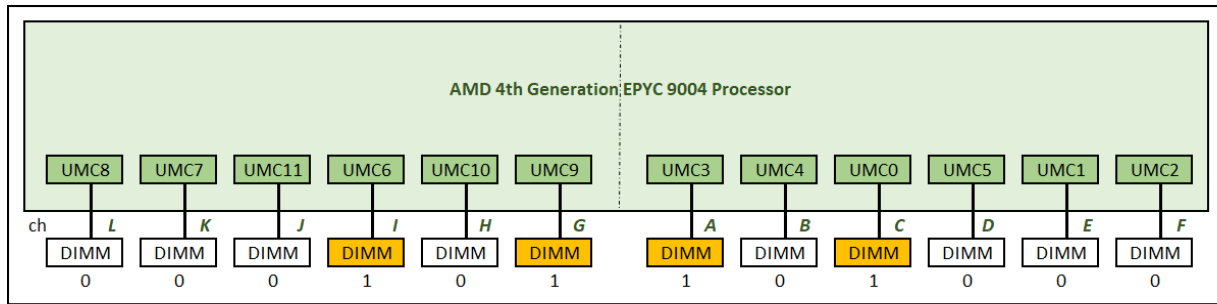 AMD 4th Generation EPYC 9004 Processor
UMC8 UMC7 UMC11 UMC6 UMC10 UMC9 UMC3 UMC4 UMC0 UMC5 UMC1 UMC2
ch L K J I H G A B C D E F
DIMM DIMM DIMM DIMM DIMM DIMM DIMM DIMM DIMM DIMM DIMM DIMM
0 0 0 1 0 1 1 0 1 0 0 0